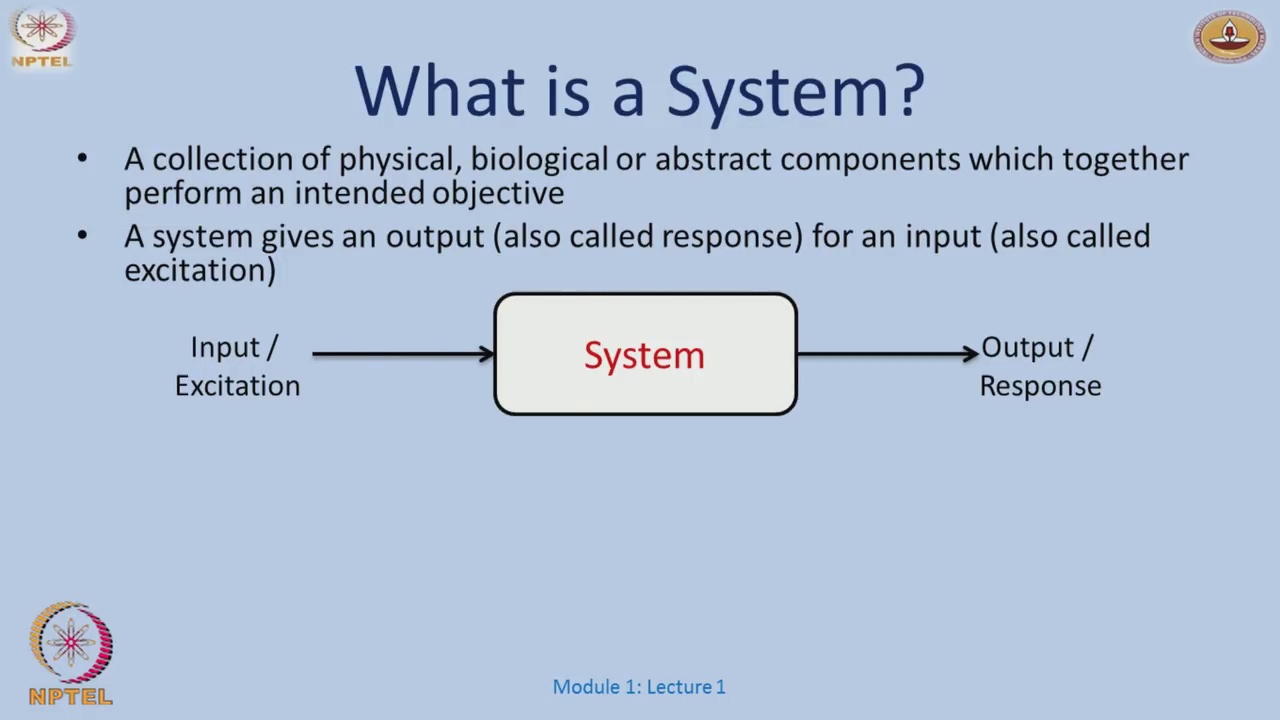 NPTEL
What is a System?
• A collection of physical, biological or abstract components which together
perform an intended objective
• A system gives an output (also called response) for an input (also called
excitation)
Input /
Excitation
System
Output /
Response
NPTEL
Module 1: Lecture 1